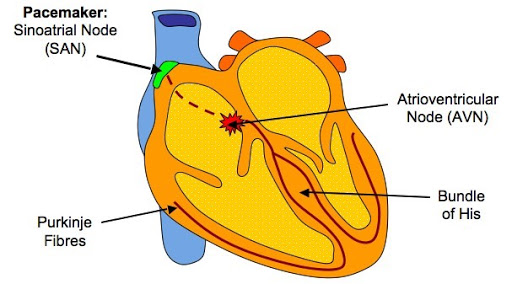 Pacemaker:
Sinoatrial Node
(SAN)
Atrioventricular
Node (AVN)
Bundle
of His
Purkinje
Fibres